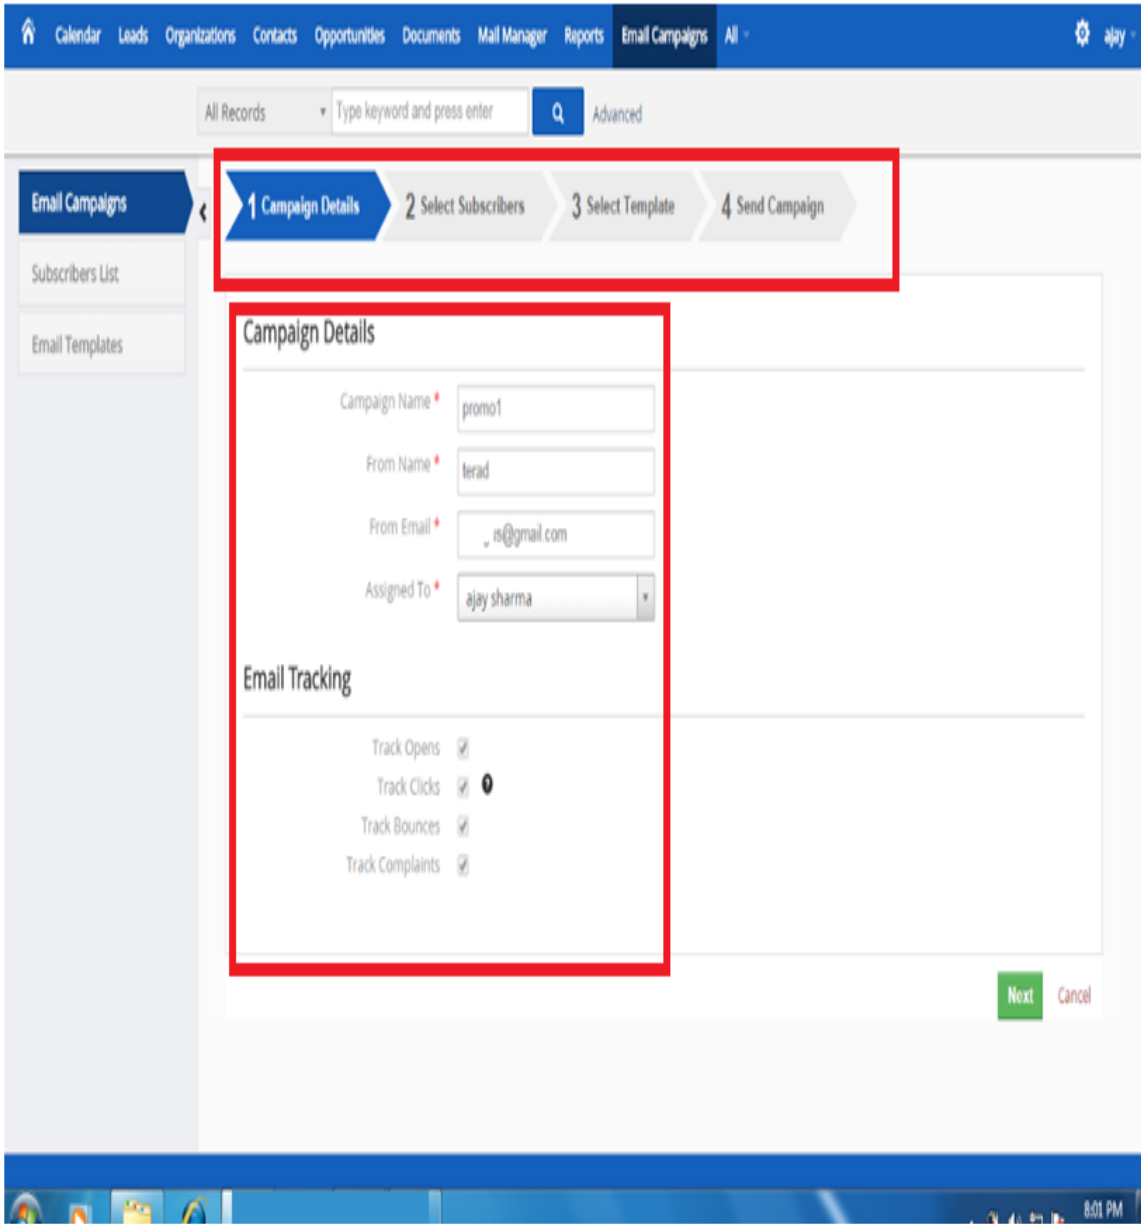 Calendar Leads Organizations Contacts Opportunities Documents Mail Manager Reports Email Campaigns All ajay
All Records Type keyword and press enter Advanced
Email Campaigns
Subscribers List
Email Templates
1 Campaign Details 2 Select Subscribers 3 Select Template 4 Send Campaign
Campaign Details
Campaign Name * promo1
From Name * terad
From Email * is@gmail.com
Assigned To * ajay sharma
Email Tracking
Track Opens
Track Clicks ?
Track Bounces
Track Complaints
Next Cancel
8:01 PM